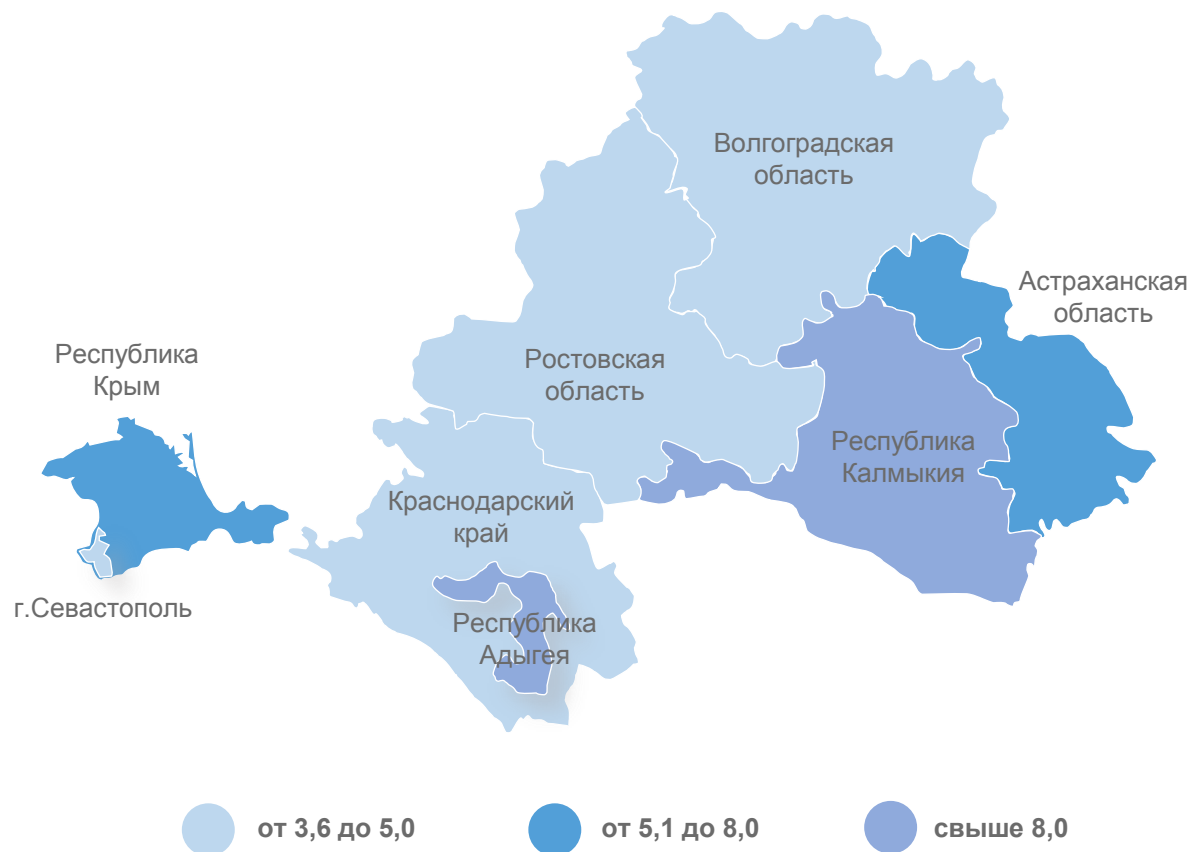 Волгоградская
область
Астраханская
область
Республика
Крым
Ростовская
область
Республика
Калмыкия
Краснодарский
край
г.Севастополь
Республика
Адыгея
от 3,6 до 5,0
от 5,1 до 8,0
свыше 8,0